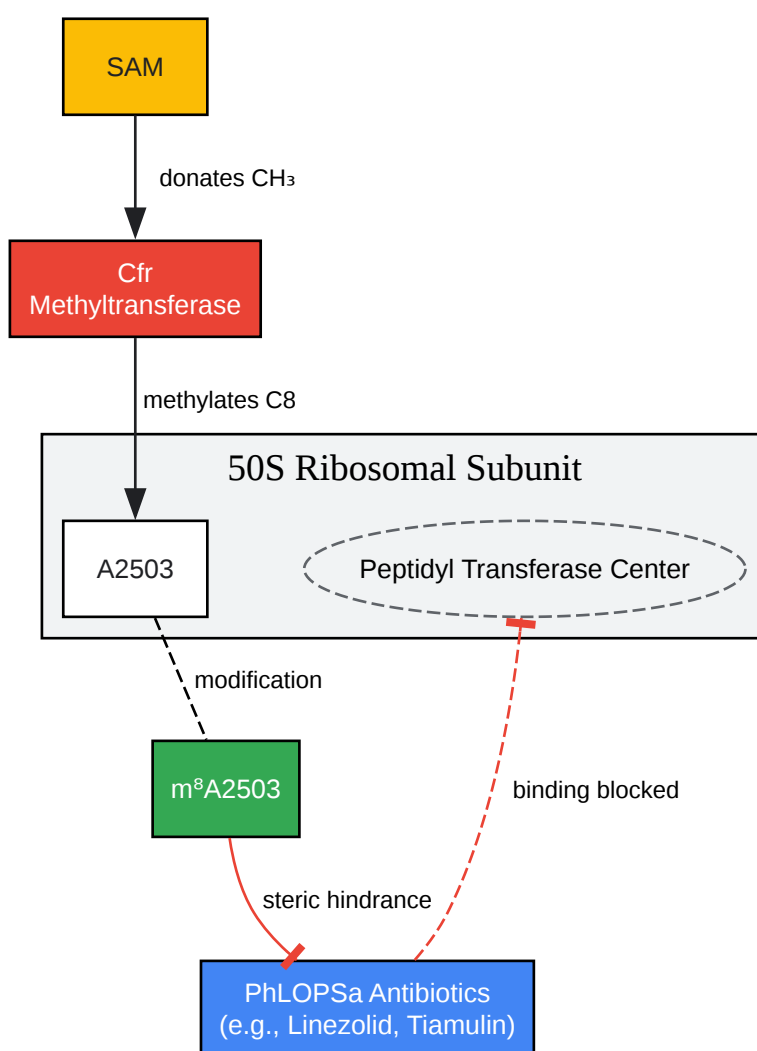 SAM
donates CH₃
Cfr
Methyltransferase
methylates C8
50S Ribosomal Subunit
A2503
Peptidyl Transferase Center
modification
m⁸A2503
binding blocked
steric hindrance
PhLOPSa Antibiotics
(e.g., Linezolid, Tiamulin)